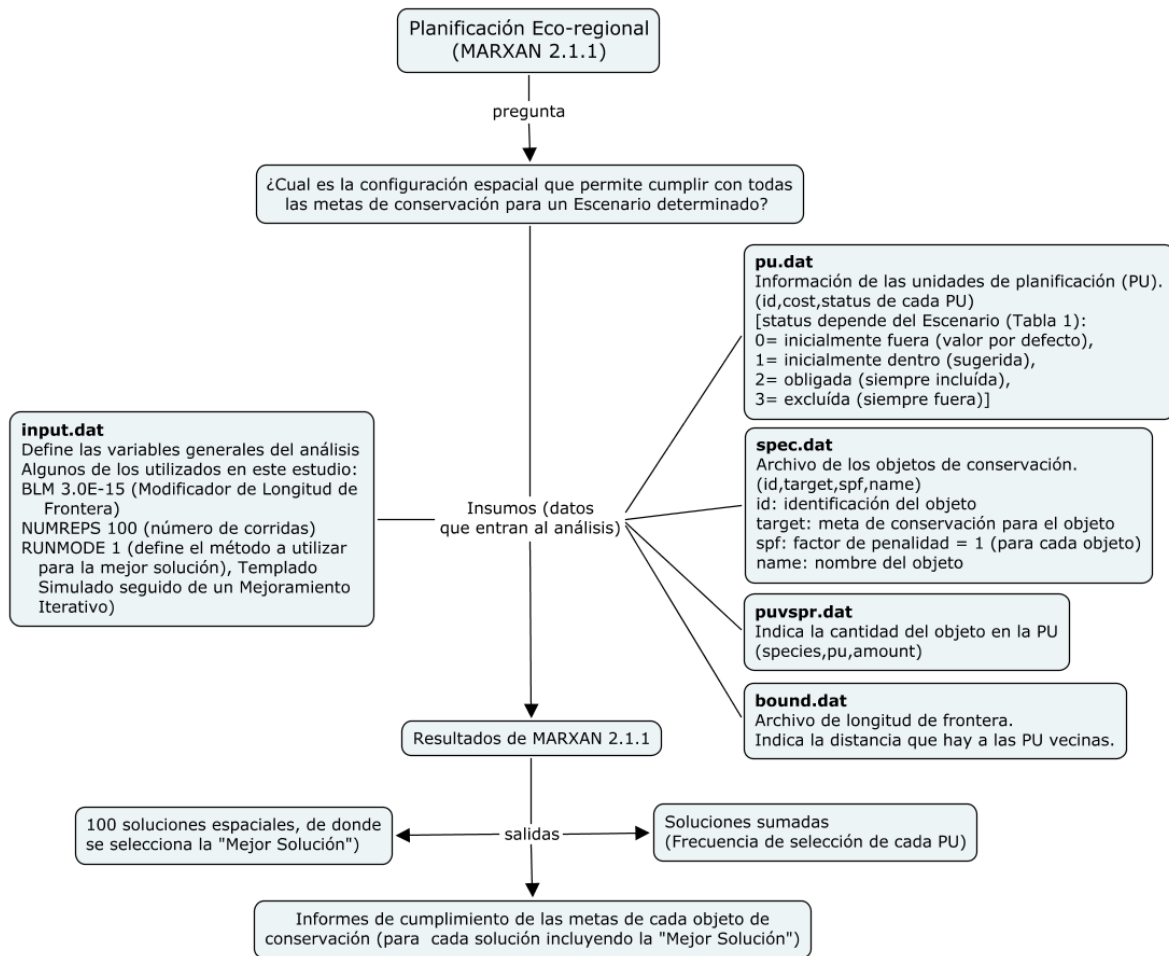 Planificación Eco-regional
(MARXAN 2.1.1)
pregunta
¿Cual es la configuración espacial que permite cumplir con todas
las metas de conservación para un Escenario determinado?
pu.dat
Información de las unidades de planificación (PU).
(id,cost,status de cada PU)
[status depende del Escenario (Tabla 1):
0= inicialmente fuera (valor por defecto),
1= inicialmente dentro (sugerida),
2= obligada (siempre incluída),
3= excluída (siempre fuera)]
input.dat
Define las variables generales del análisis
Algunos de los utilizados en este estudio:
BLM 3.0E-15 (Modificador de Longitud de
Frontera)
NUMREPS 100 (número de corridas)
RUNMODE 1 (define el método a utilizar
para la mejor solución), Templado
Simulado seguido de un Mejoramiento
Iterativo)
Insumos (datos
que entran al análisis)
spec.dat
Archivo de los objetos de conservación.
(id,target,spf,name)
id: identificación del objeto
target: meta de conservación para el objeto
spf: factor de penalidad = 1 (para cada objeto)
name: nombre del objeto
puvspr.dat
Indica la cantidad del objeto en la PU
(species,pu,amount)
bound.dat
Archivo de longitud de frontera.
Indica la distancia que hay a las PU vecinas.
Resultados de MARXAN 2.1.1
100 soluciones espaciales, de donde
se selecciona la "Mejor Solución")
salidas
Soluciones sumadas
(Frecuencia de selección de cada PU)
Informes de cumplimiento de las metas de cada objeto de
conservación (para  cada solución incluyendo la "Mejor Solución")